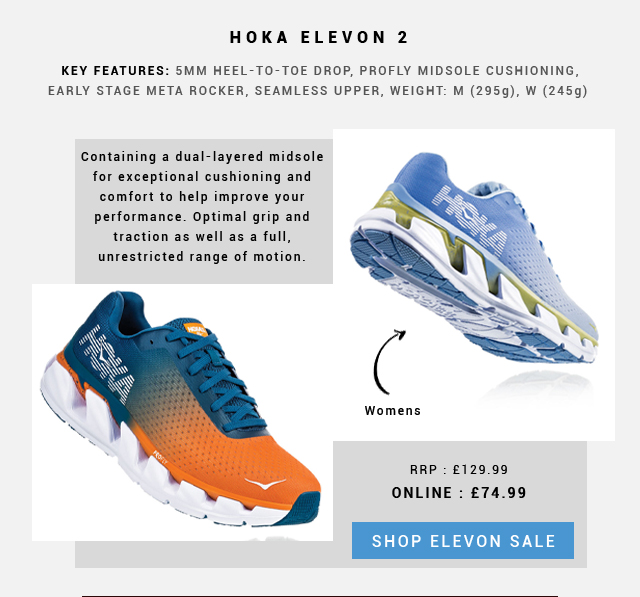 HOKA ELEVON 2
KEY FEATURES: 5MM HEEL-TO-TOE DROP, PROFLY MIDSOLE CUSHIONING,
EARLY STAGE META ROCKER, SEAMLESS UPPER, WEIGHT: M (295g), W (245g)
Containing a dual-layered midsole
for exceptional cushioning and
comfort to help improve your
performance. Optimal grip and
traction as well as a full,
unrestricted range of motion.
HOKA
HOKA
HOKA
PROFLY
Womens
RRP : £129.99
ONLINE : £74.99
SHOP ELEVON SALE